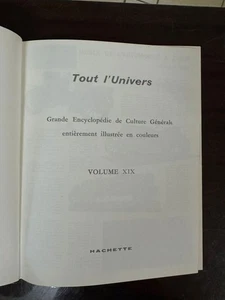 Tout l'Univers
Grande Encyclopédie de Culture Générale
entièrement illustrée en couleurs
VOLUME XIX
HACHETTE